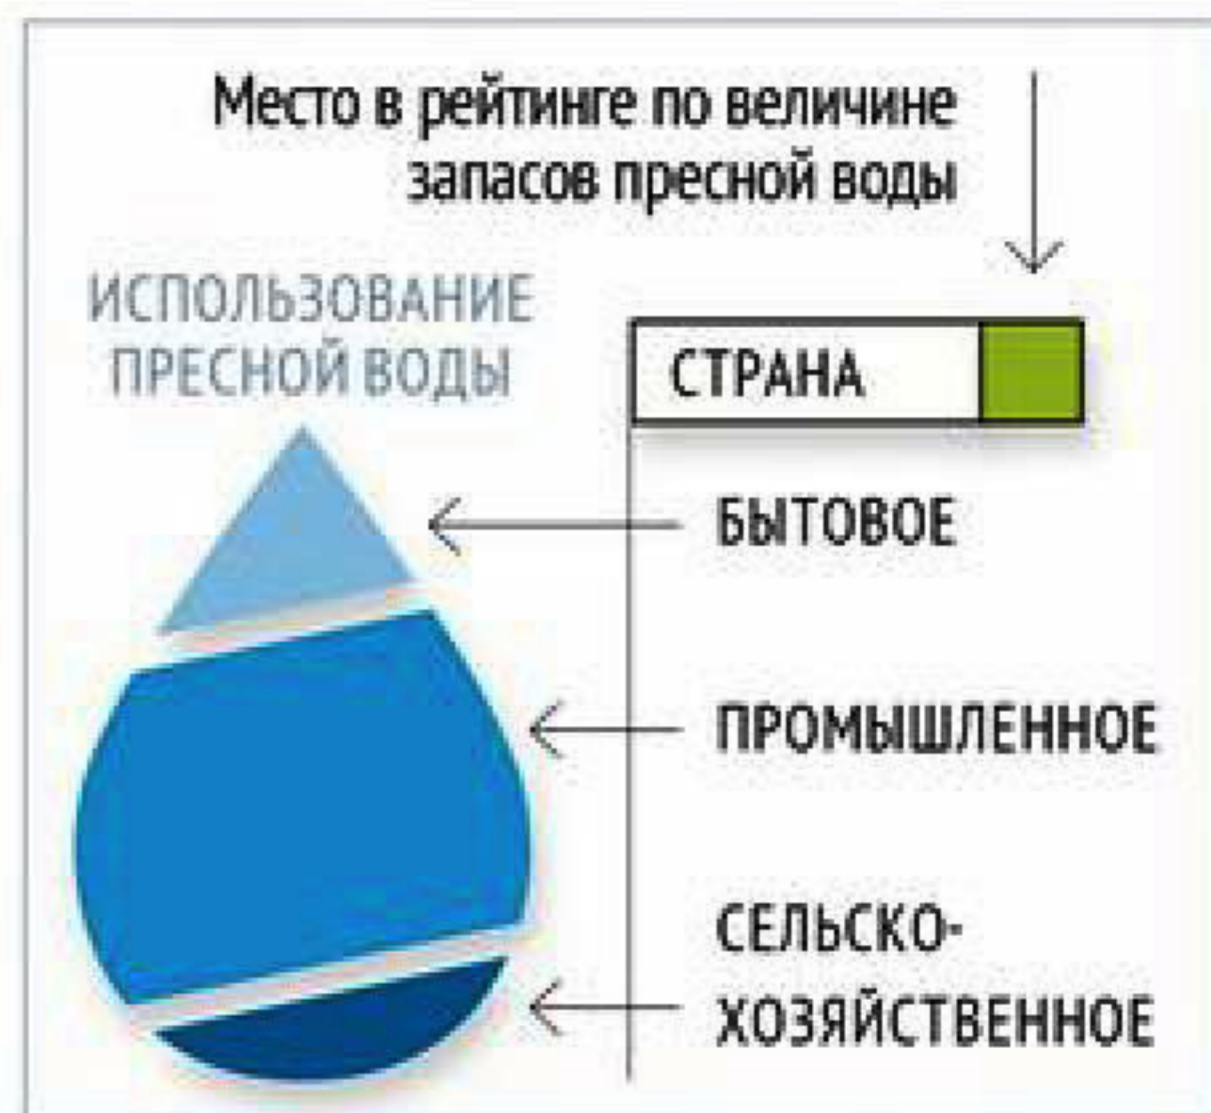 Место в рейтинге по величине
запасов пресной воды
ИСПОЛЬЗОВАНИЕ
ПРЕСНОЙ ВОДЫ
СТРАНА
БЫТОВОЕ
ПРОМЫШЛЕННОЕ
СЕЛЬСКО-
ХОЗЯЙСТВЕННОЕ